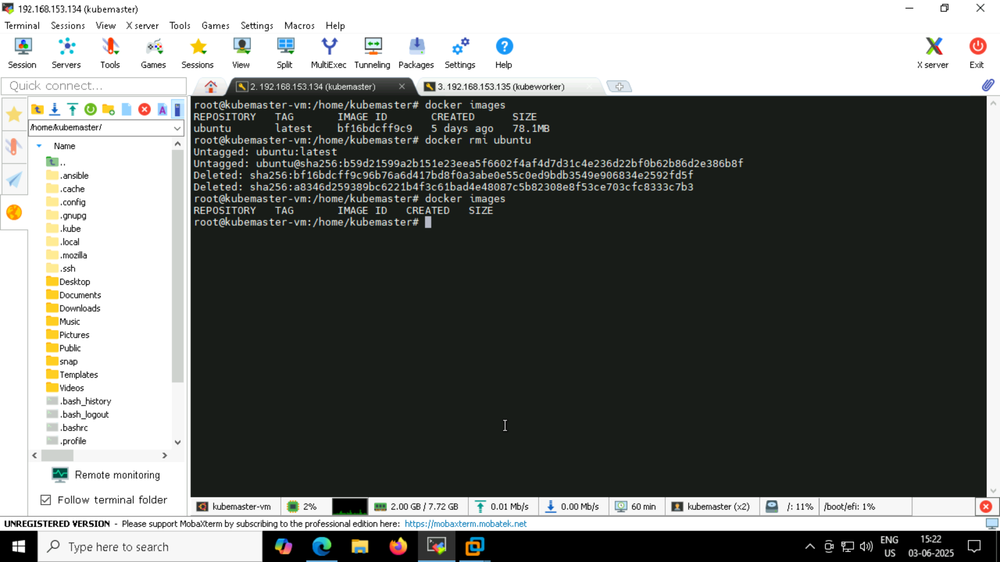 192.168.153.134 (kubemaster)
Terminal Sessions View X server Tools Games Settings Macros Help
Session Servers Tools Games Sessions View Split MultiExec Tunneling Packages Settings Help X server Exit
Quick connect...
2. 192.168.153.134 (kubemaster)
3. 192.168.153.135 (kubeworker)
/home/kubemaster/
Name
..
.ansible
.cache
.config
.gnupg
.kube
.local
.mozilla
.ssh
Desktop
Documents
Downloads
Music
Pictures
Public
snap
Templates
Videos
.bash_history
.bash_logout
.bashrc
.profile
Remote monitoring
Follow terminal folder
root@kubemaster-vm:/home/kubemaster# docker images
REPOSITORY TAG IMAGE ID CREATED SIZE
ubuntu latest bf16bdcff9c9 5 days ago 78.1MB
root@kubemaster-vm:/home/kubemaster# docker rmi ubuntu
Untagged: ubuntu:latest
Untagged: ubuntu@sha256:b59d21599a2b151e23eea5f6602f4af4d7d31c4e236d22bf0b62b86d2e386b8f
Deleted: sha256:bf16bdcff9c96b76a6d417bd8f0a3abe0e55c0ed9bdb3549e906834e2592fd5f
Deleted: sha256:a8346d259389bc6221b4f3c61bad4e48087c5b82308e8f53ce703cfc8333c7b3
root@kubemaster-vm:/home/kubemaster# docker images
REPOSITORY TAG IMAGE ID CREATED SIZE
root@kubemaster-vm:/home/kubemaster#
kubemaster-vm 2% 2.00 GB / 7.72 GB 0.01 Mb/s 0.00 Mb/s 60 min kubemaster (x2) /: 11% /boot/efi: 1%
UNREGISTERED VERSION - Please support MobaXterm by subscribing to the professional edition here: https://mobaxterm.mobatek.net
Type here to search
ENG
US
15:22
03-06-2025